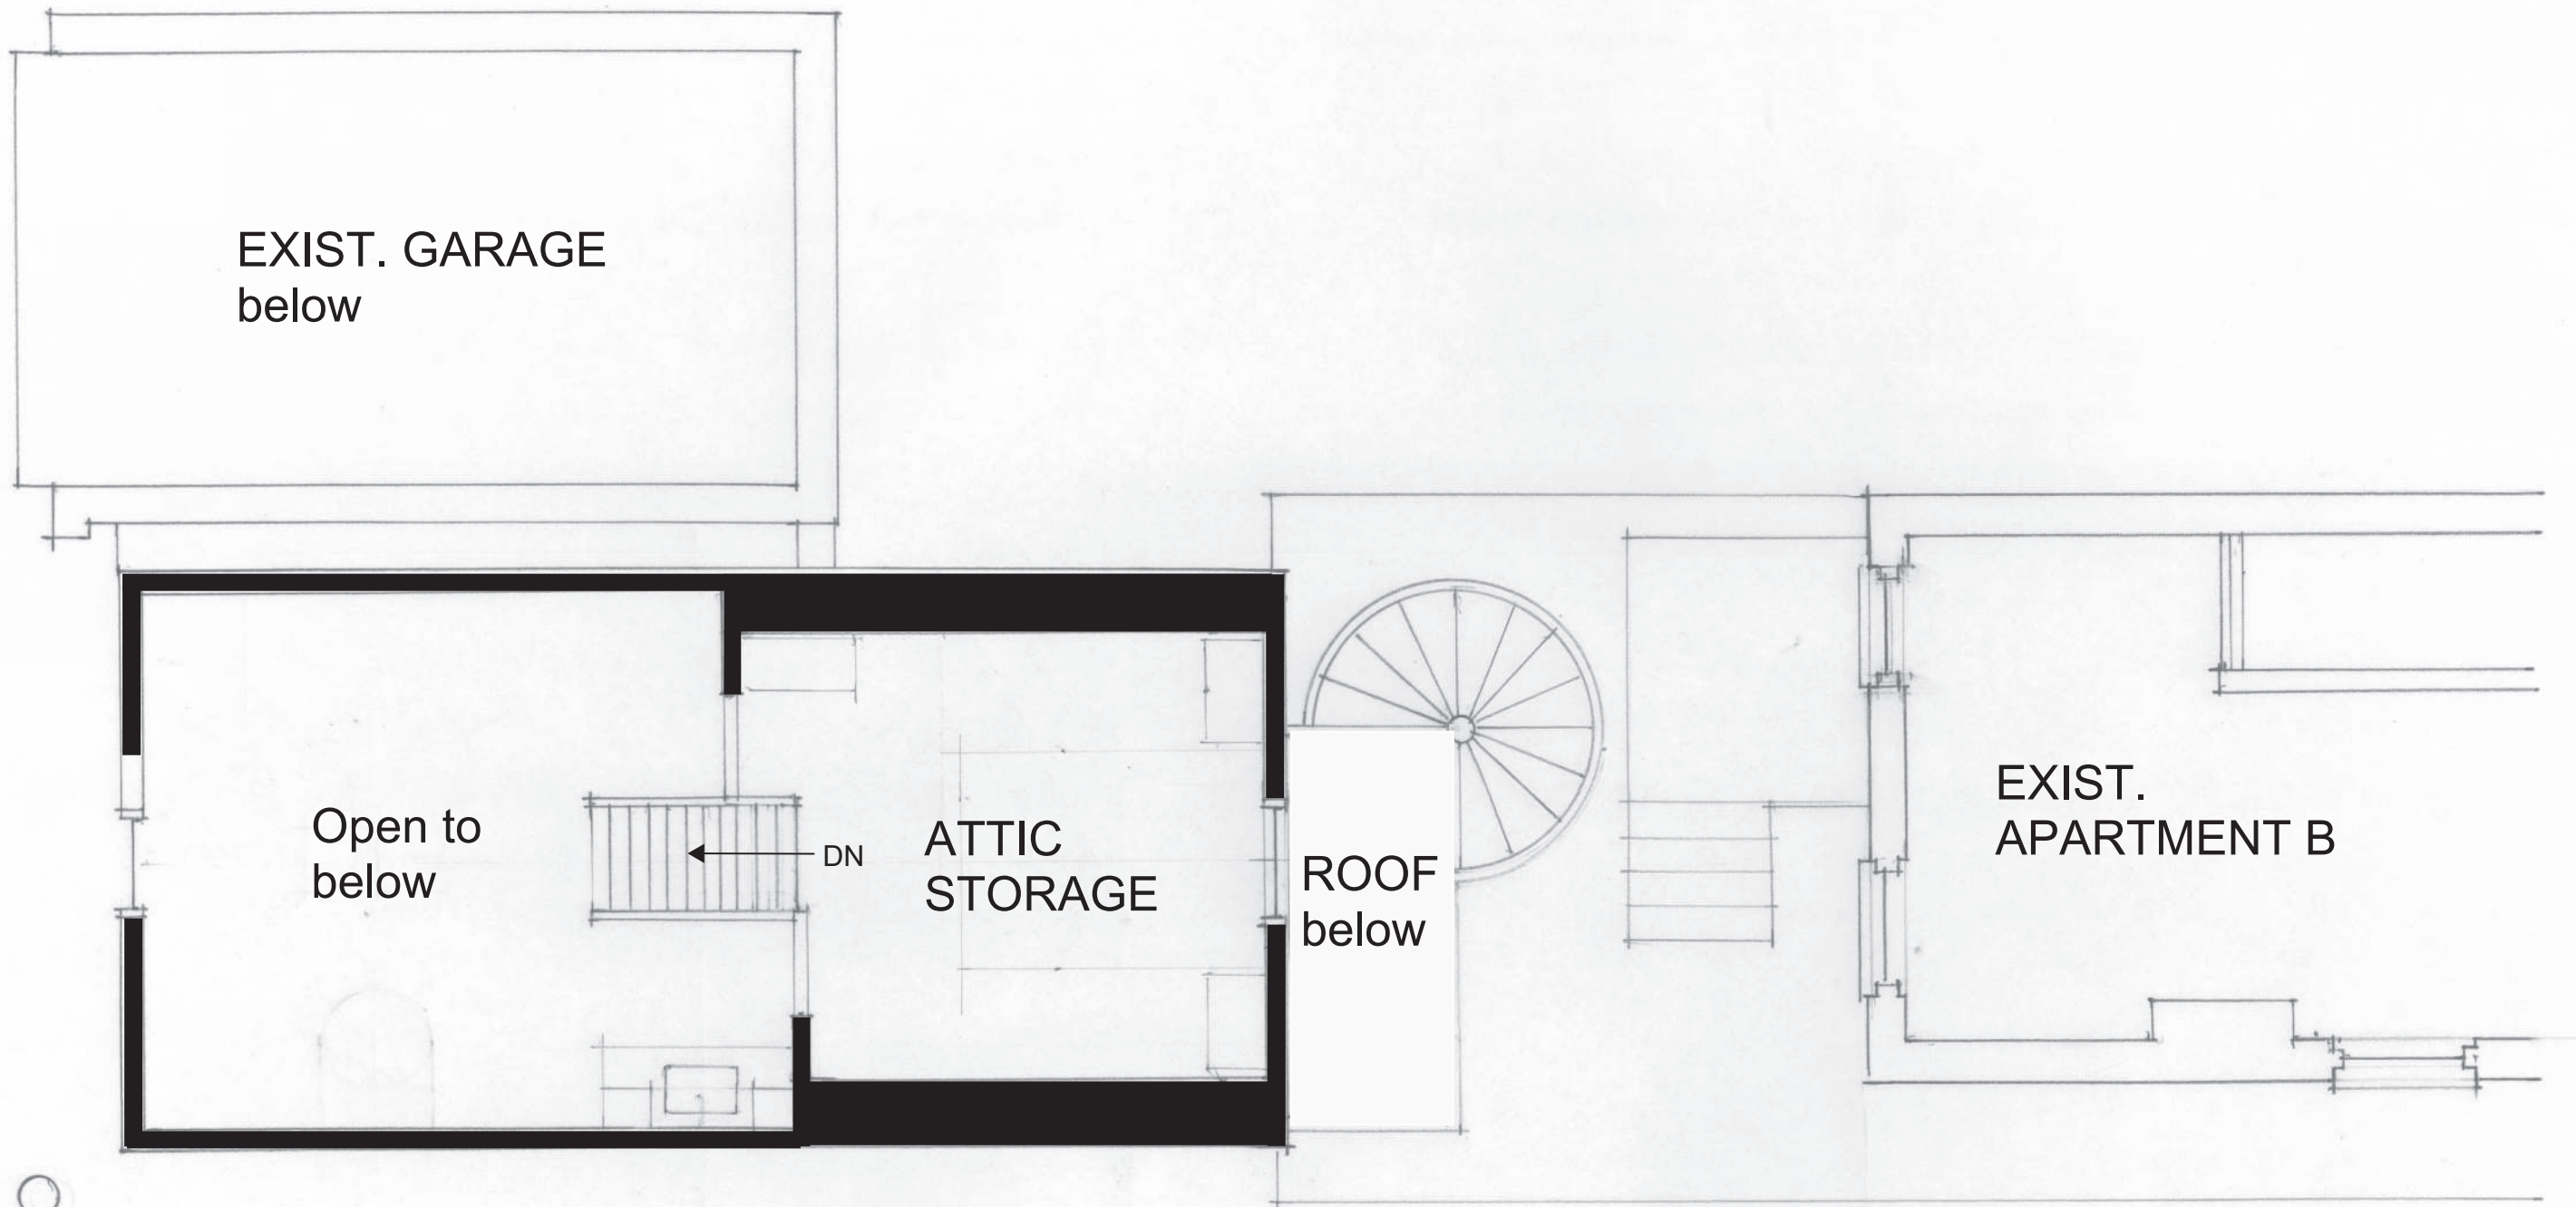 EXIST. GARAGE
below
Open to
below
DN
ATTIC
STORAGE
ROOF
below
EXIST.
APARTMENT B